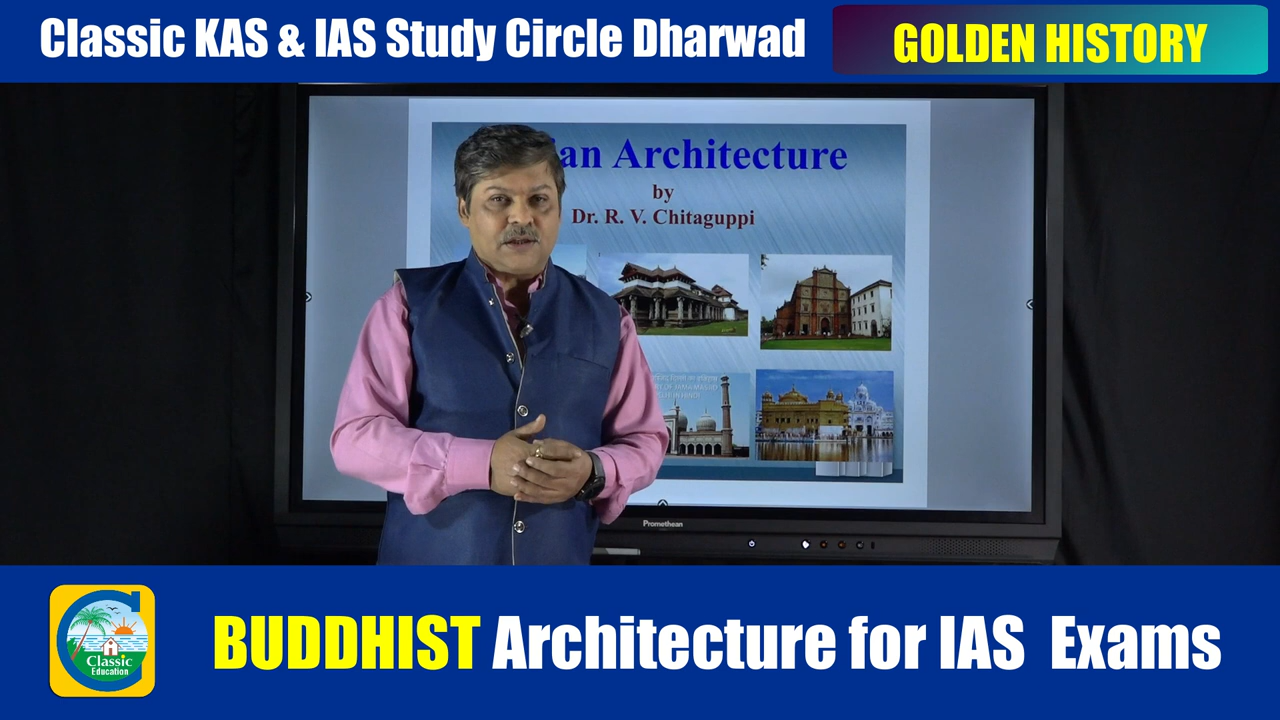 Classic KAS & IAS Study Circle Dharwad
GOLDEN HISTORY
ian Architecture
by
Dr. R. V. Chitaguppi
Promethean
Classic
Education
BUDDHIST Architecture for IAS Exams